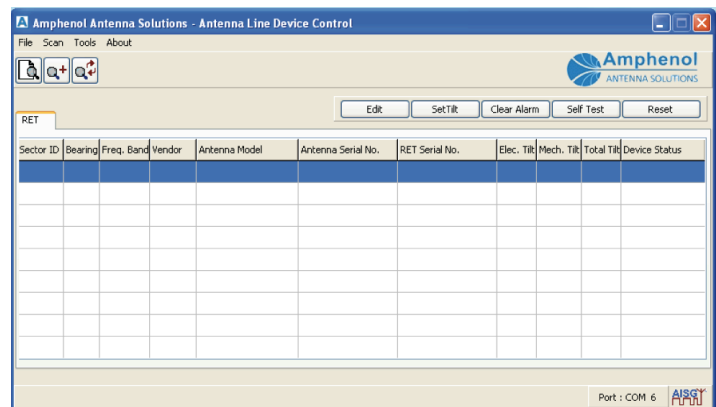 Amphenol Antenna Solutions - Antenna Line Device Control
File Scan Tools About
Amphenol
ANTENNA SOLUTIONS
Edit SetTilt Clear Alarm Self Test Reset
RET
Sector ID Bearing Freq. Band Vendor Antenna Model Antenna Serial No. RET Serial No. Elec. Tilt Mech. Tilt Total Tilt Device Status
Port : COM 6 AISG